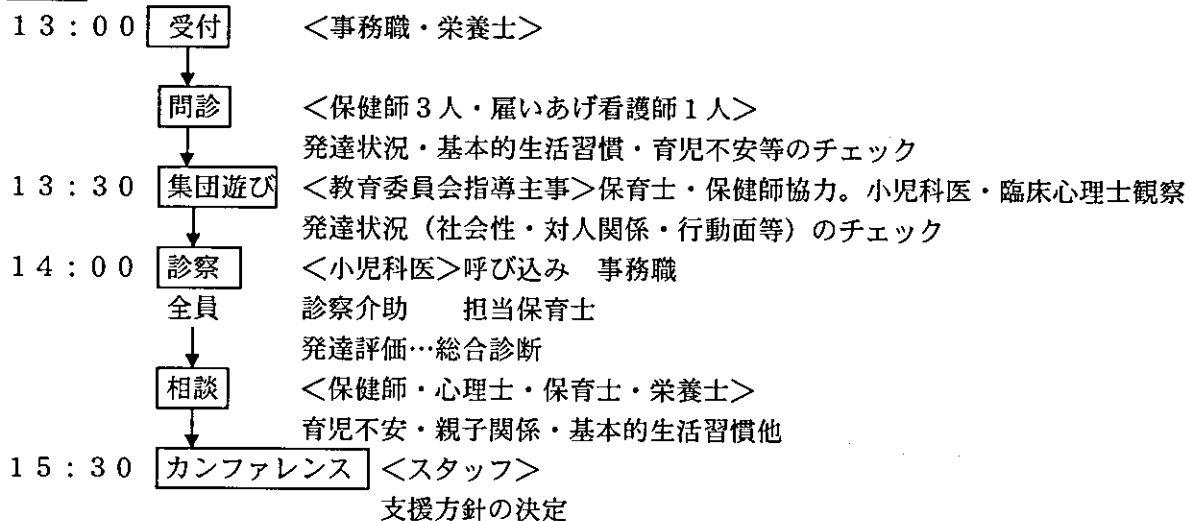 13:00 受付 ＜事務職・栄養士＞
問診 ＜保健師3人・雇いあげ看護師1人＞
発達状況・基本的生活習慣・育児不安等のチェック
13:30 集団遊び ＜教育委員会指導主事＞保育士・保健師協力。小児科医・臨床心理士観察
発達状況（社会性・対人関係・行動面等）のチェック
14:00 診察 ＜小児科医＞呼び込み 事務職
全員 診察介助 担当保育士
発達評価…総合診断
相談 ＜保健師・心理士・保育士・栄養士＞
育児不安・親子関係・基本的生活習慣他
15:30 カンファレンス ＜スタッフ＞
支援方針の決定